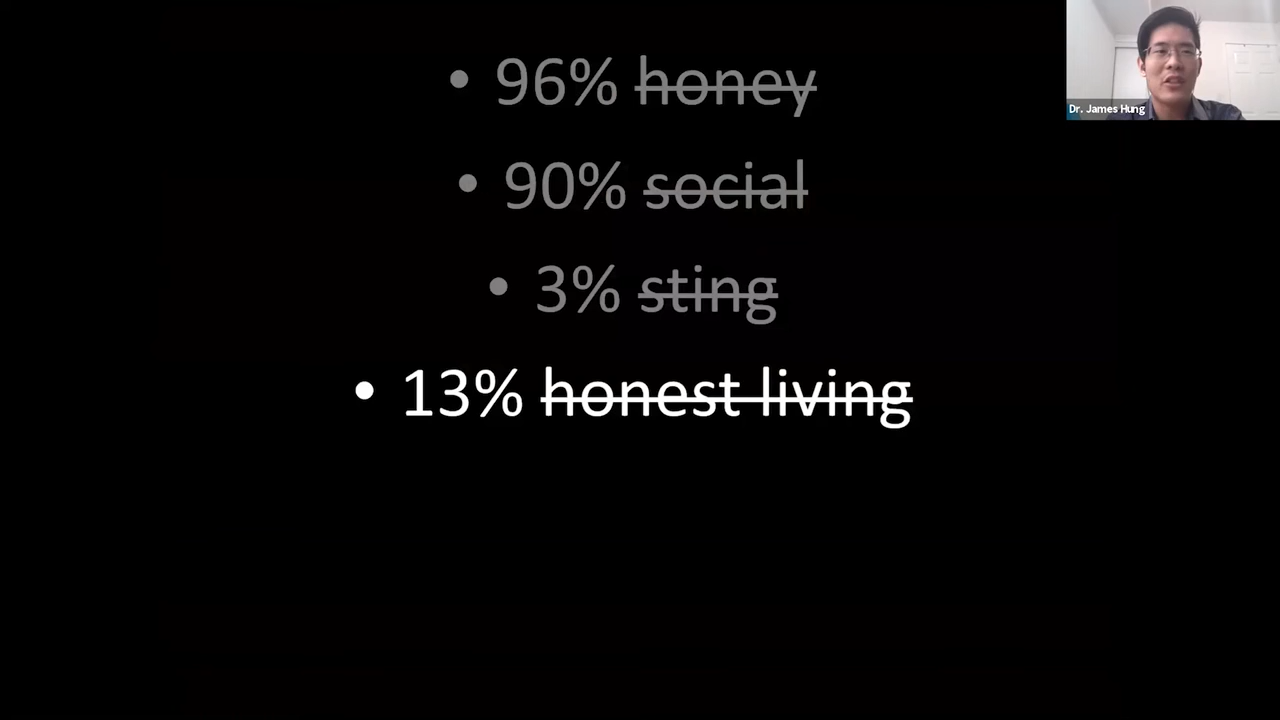 • 96% honey
• 90% social
• 3% sting
• 13% honest living
Dr. James Hung